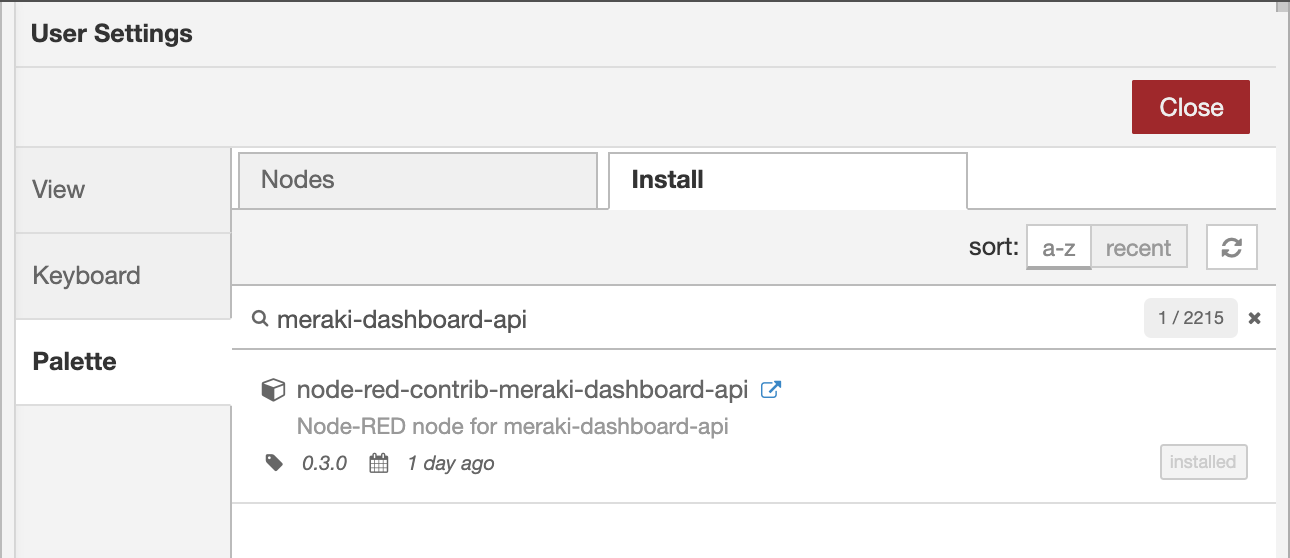 User Settings
Close
View
Keyboard
Palette
Nodes
Install
sort: a-z recent
meraki-dashboard-api
1 / 2215
node-red-contrib-meraki-dashboard-api
Node-RED node for meraki-dashboard-api
0.3.0 1 day ago
installed